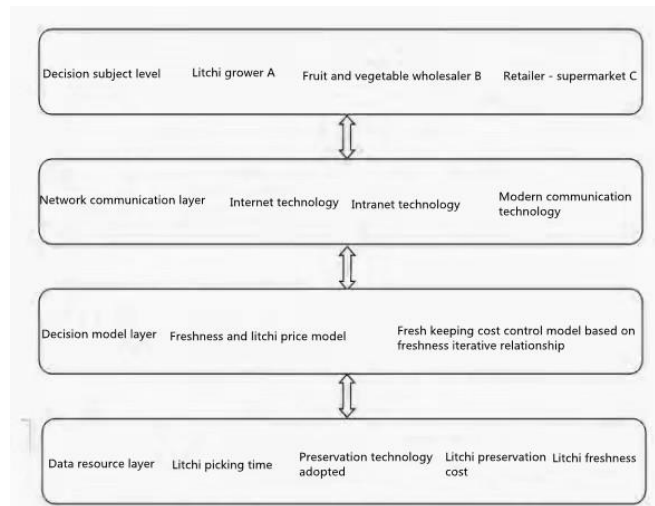 Decision subject level Litchi grower A Fruit and vegetable wholesaler B Retailer - supermarket C
Network communication layer Internet technology Intranet technology Modern communication
technology
Decision model layer Freshness and litchi price model Fresh keeping cost control model based on
freshness iterative relationship
Data resource layer Litchi picking time Preservation technology Litchi preservation Litchi freshness
adopted cost